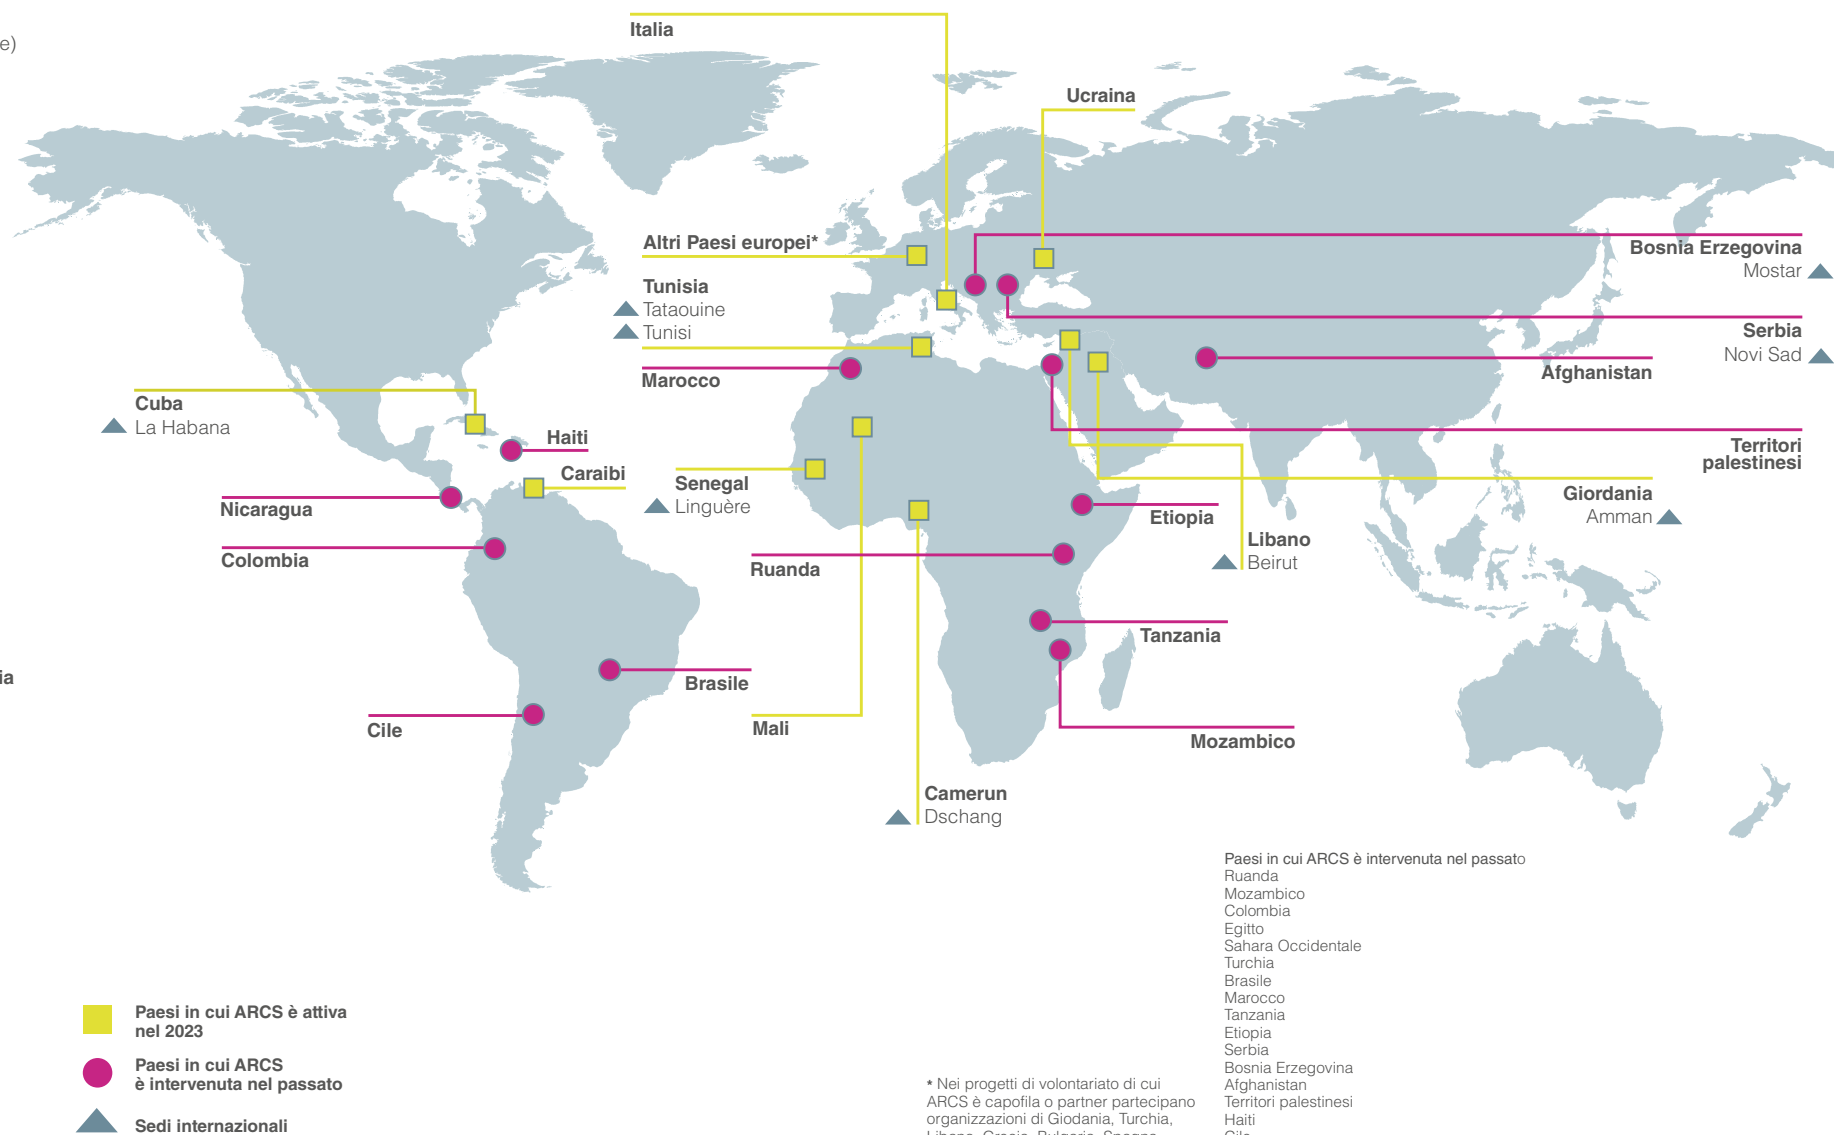 e)
Italia
Ucraina
Altri Paesi europei*
Bosnia Erzegovina
Mostar
Tunisia
Tataouine
Tunisi
Serbia
Novi Sad
Marocco
Afghanistan
Cuba
La Habana
Haiti
Caraibi
Territori
palestinesi
Senegal
Linguère
Giordania
Amman
Nicaragua
Etiopia
Libano
Beirut
Colombia
Ruanda
Tanzania
ia
Brasile
Cile
Mali
Mozambico
Camerun
Dschang
Paesi in cui ARCS è attiva
nel 2023
Paesi in cui ARCS
è intervenuta nel passato
Sedi internazionali
* Nei progetti di volontariato di cui
ARCS è capofila o partner partecipano
organizzazioni di Giodania, Turchia,
Libano, Grecia, Bulgaria, Spagna
Paesi in cui ARCS è intervenuta nel passato
Ruanda
Mozambico
Colombia
Egitto
Sahara Occidentale
Turchia
Brasile
Marocco
Tanzania
Etiopia
Serbia
Bosnia Erzegovina
Afghanistan
Territori palestinesi
Haiti
Cile